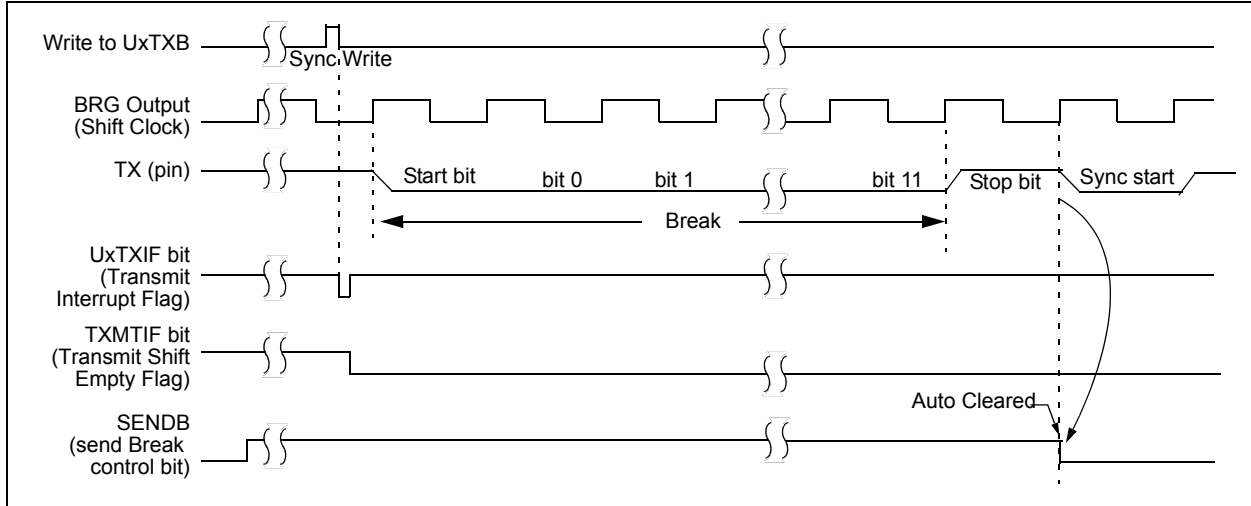 Write to UxTXB
Sync Write
BRG Output
(Shift Clock)
TX (pin)
Start bit
bit 0
bit 1
bit 11
Stop bit
Sync start
Break
UxTXIF bit
(Transmit
Interrupt Flag)
TXMTIF bit
(Transmit Shift
Empty Flag)
Auto Cleared
SENDB
(send Break
control bit)